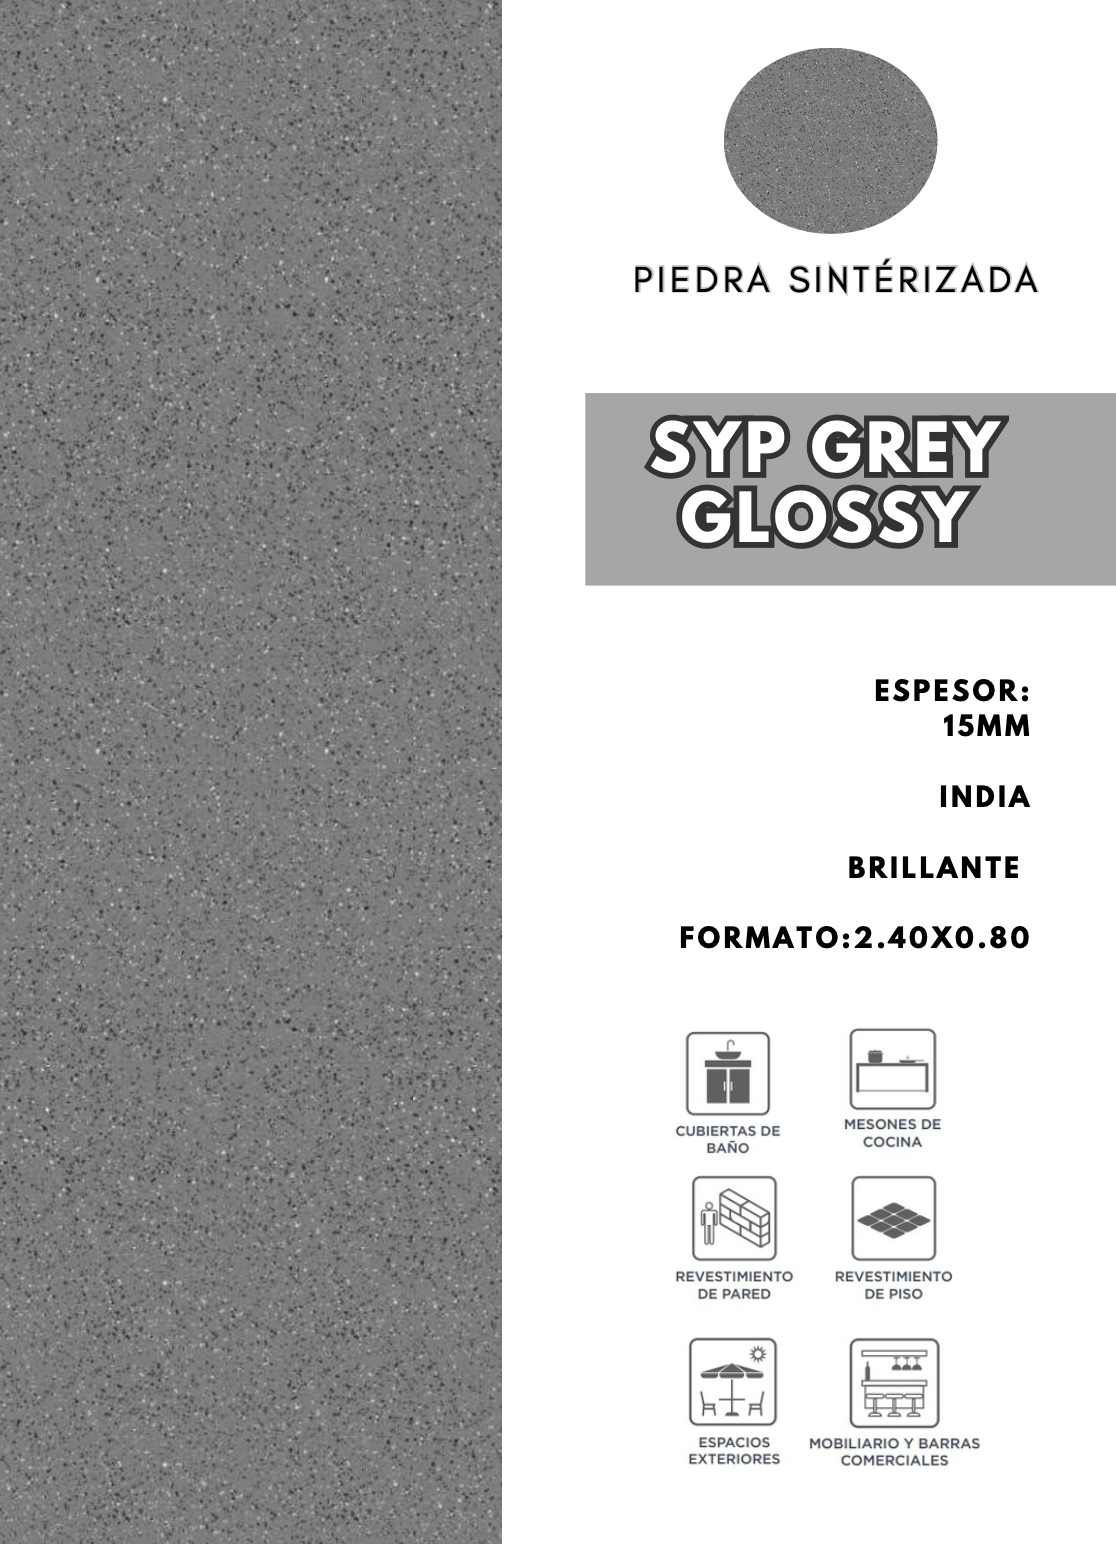 PIEDRA SINTÉRIZADA
SYP GREY
GLOSSY
ESPESOR:
15MM
INDIA
BRILLANTE
FORMATO:2.40X0.80
CUBIERTAS DE
BAÑO
MESONES DE
COCINA
REVESTIMIENTO
DE PARED
REVESTIMIENTO
DE PISO
ESPACIOS
EXTERIORES
MOBILIARIO Y BARRAS
COMERCIALES